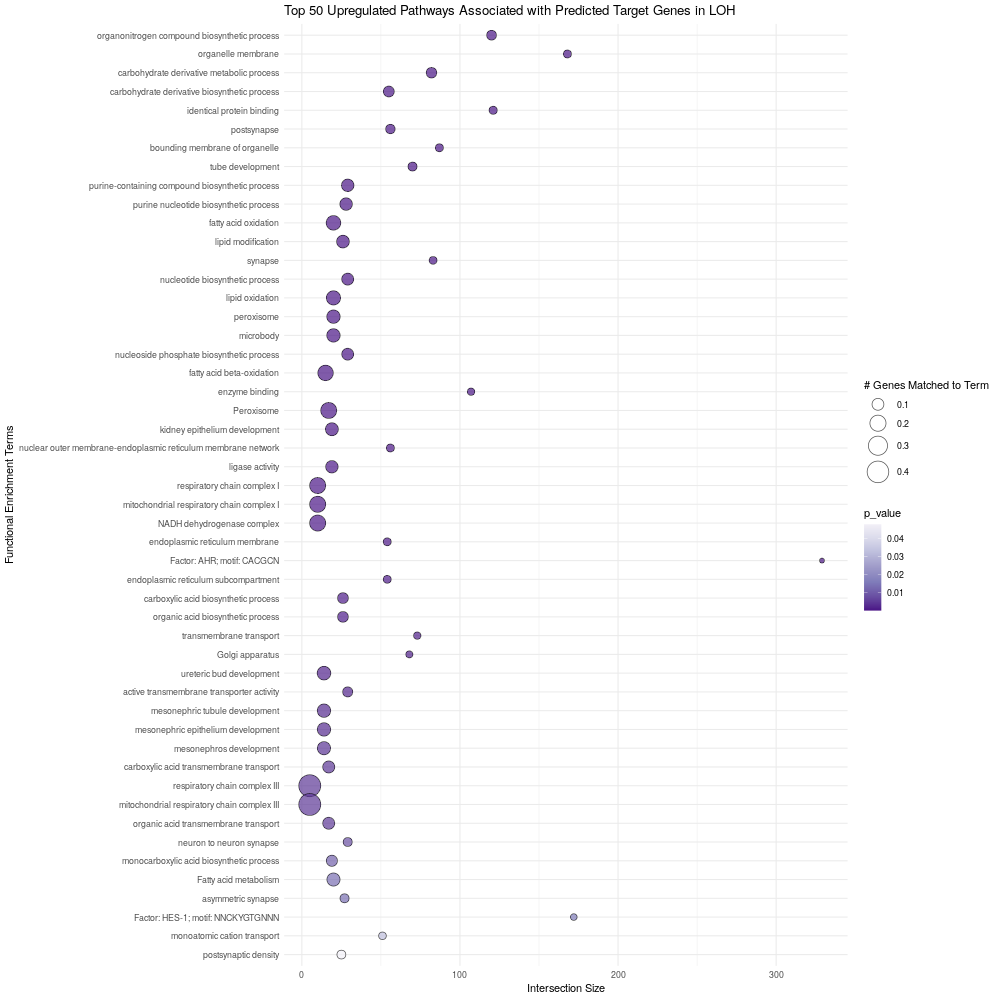 Top 50 Upregulated Pathways Associated with Predicted Target Genes in LOH
Functional Enrichment Terms
organonitrogen compound biosynthetic process
organelle membrane
carbohydrate derivative metabolic process
carbohydrate derivative biosynthetic process
identical protein binding
postsynapse
bounding membrane of organelle
tube development
purine-containing compound biosynthetic process
purine nucleotide biosynthetic process
fatty acid oxidation
lipid modification
synapse
nucleotide biosynthetic process
lipid oxidation
peroxisome
microbody
nucleoside phosphate biosynthetic process
fatty acid beta-oxidation
enzyme binding
Peroxisome
kidney epithelium development
nuclear outer membrane-endoplasmic reticulum membrane network
ligase activity
respiratory chain complex I
mitochondrial respiratory chain complex I
NADH dehydrogenase complex
endoplasmic reticulum membrane
Factor: AHR; motif: CACGCN
endoplasmic reticulum subcompartment
carboxylic acid biosynthetic process
organic acid biosynthetic process
transmembrane transport
Golgi apparatus
ureteric bud development
active transmembrane transporter activity
mesonephric tubule development
mesonephric epithelium development
mesonephros development
carboxylic acid transmembrane transport
respiratory chain complex III
mitochondrial respiratory chain complex III
organic acid transmembrane transport
neuron to neuron synapse
monocarboxylic acid biosynthetic process
Fatty acid metabolism
asymmetric synapse
Factor: HES-1; motif: NNCKYGTGNNN
monoatomic cation transport
postsynaptic density
0 100 200 300
Intersection Size
# Genes Matched to Term
0.1
0.2
0.3
0.4
p_value
0.04
0.03
0.02
0.01